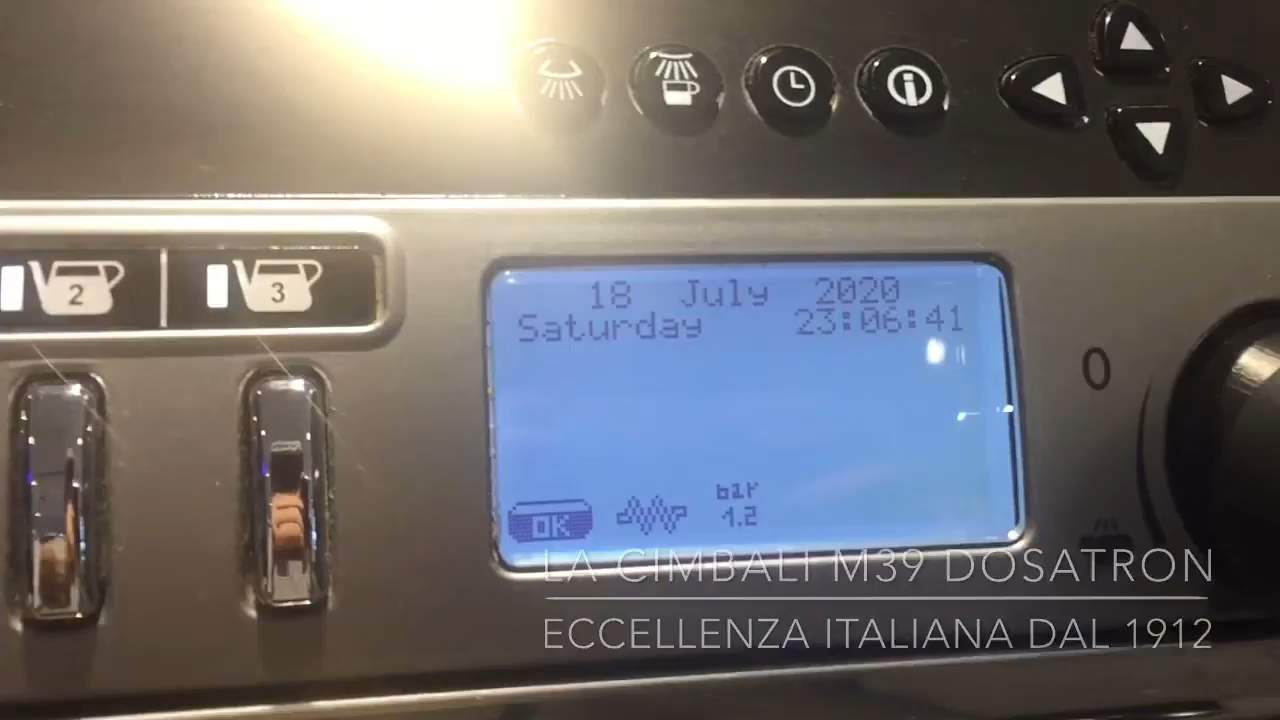 2
3
18 July 2020
Saturday 23:06:41
0
OK
bar
1.2
LA CIMBALI M39 DOSATRON
ECCELLENZA ITALIANA DAL 1912